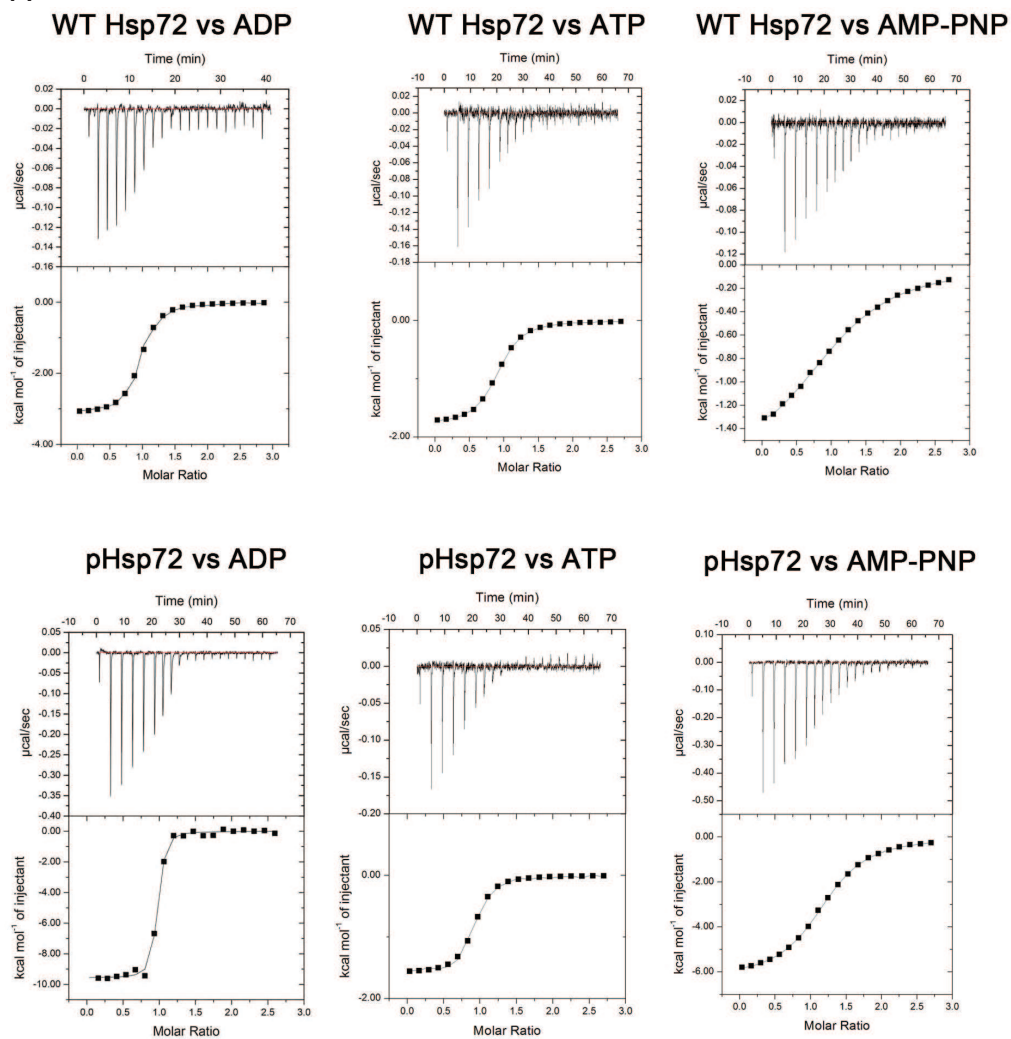 WT Hsp72 vs ADP
Time (min)
0 10 20 30 40
0.02
0.00
-0.02
-0.04
-0.06
-0.08
-0.10
-0.12
-0.14
-0.16
µcal/sec
0.00
-2.00
-4.00
kcal mol⁻¹ of injectant
0.0 0.5 1.0 1.5 2.0 2.5 3.0
Molar Ratio
WT Hsp72 vs ATP
Time (min)
-10 0 10 20 30 40 50 60 70
0.02
0.00
-0.02
-0.04
-0.06
-0.08
-0.10
-0.12
-0.14
-0.16
-0.18
µcal/sec
0.00
-2.00
kcal mol⁻¹ of injectant
0.0 0.5 1.0 1.5 2.0 2.5 3.0
Molar Ratio
WT Hsp72 vs AMP-PNP
Time (min)
-10 0 10 20 30 40 50 60 70
0.02
0.00
-0.02
-0.04
-0.06
-0.08
-0.10
-0.12
µcal/sec
0.00
-0.20
-0.40
-0.60
-0.80
-1.00
-1.20
-1.40
kcal mol⁻¹ of injectant
0.0 0.5 1.0 1.5 2.0 2.5 3.0
Molar Ratio
pHsp72 vs ADP
Time (min)
-10 0 10 20 30 40 50 60 70
0.05
0.00
-0.05
-0.10
-0.15
-0.20
-0.25
-0.30
-0.35
-0.40
µcal/sec
0.00
-2.00
-4.00
-6.00
-8.00
-10.00
kcal mol⁻¹ of injectant
0.0 0.5 1.0 1.5 2.0 2.5 3.0
Molar Ratio
pHsp72 vs ATP
Time (min)
-10 0 10 20 30 40 50 60 70
0.05
0.00
-0.05
-0.10
-0.15
-0.20
µcal/sec
0.00
-2.00
kcal mol⁻¹ of injectant
0.0 0.5 1.0 1.5 2.0 2.5 3.0
Molar Ratio
pHsp72 vs AMP-PNP
Time (min)
-10 0 10 20 30 40 50 60 70
0.10
0.00
-0.10
-0.20
-0.30
-0.40
-0.50
µcal/sec
0.00
-2.00
-4.00
-6.00
kcal mol⁻¹ of injectant
0.0 0.5 1.0 1.5 2.0 2.5 3.0
Molar Ratio